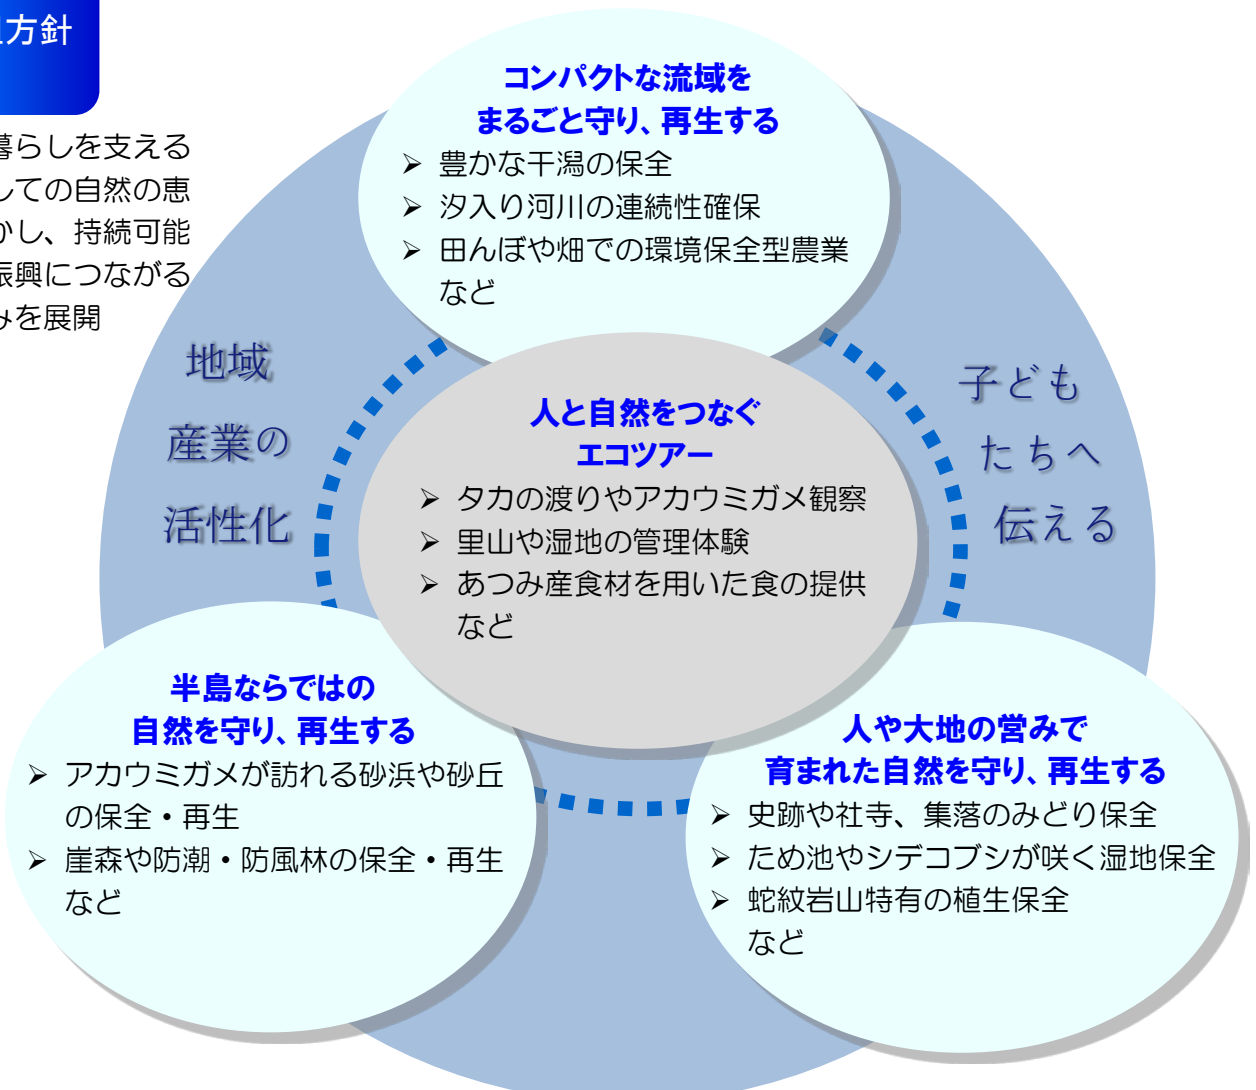 方針
暮らしを支える
しての自然の恵
かし、持続可能
振興につながる
みを展開
コンパクトな流域を
まるごと守り、再生する
➢ 豊かな干潟の保全
➢ 汐入り河川の連続性確保
➢ 田んぼや畑での環境保全型農業
など
地域
産業の
活性化
子ども
たちへ
伝える
人と自然をつなぐ
エコツアー
➢ タカの渡りやアカウミガメ観察
➢ 里山や湿地の管理体験
➢ あつみ産食材を用いた食の提供
など
半島ならではの
自然を守り、再生する
➢ アカウミガメが訪れる砂浜や砂丘
の保全・再生
➢ 崖森や防潮・防風林の保全・再生
など
人や大地の営みで
育まれた自然を守り、再生する
➢ 史跡や社寺、集落のみどり保全
➢ ため池やシデコブシが咲く湿地保全
➢ 蛇紋岩山特有の植生保全
など